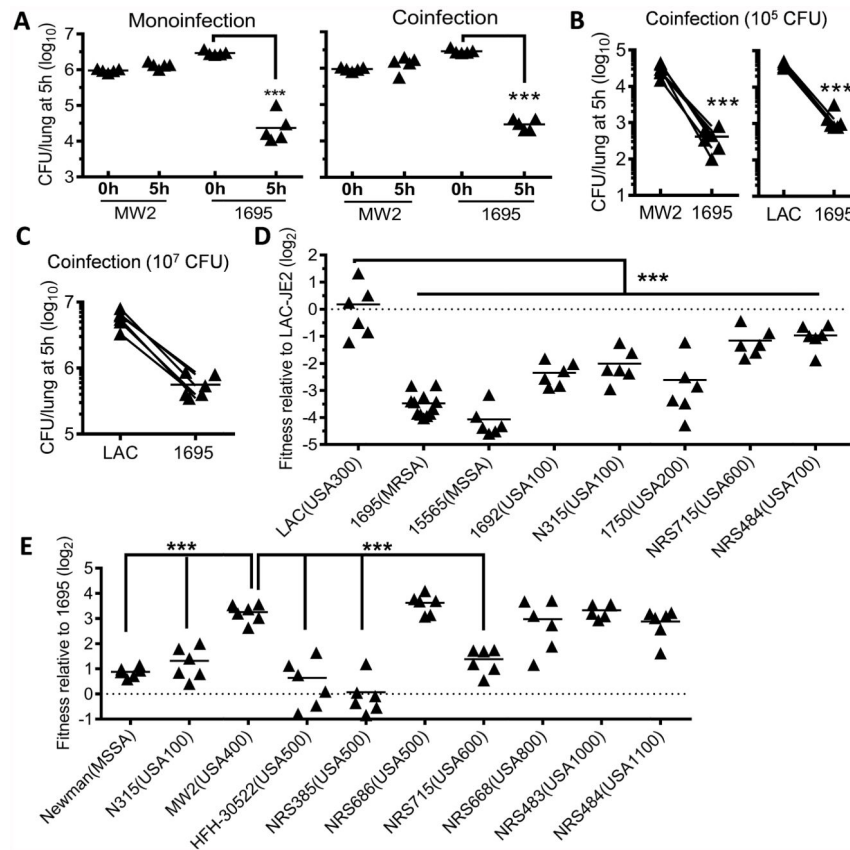 A
Monoinfection
Coinfection
CFU/lung at 5h (log10)
7
6
5
4
3
***
***
0h 5h 0h 5h
MW2 1695
0h 5h 0h 5h
MW2 1695
B Coinfection (10⁵ CFU)
CFU/lung at 5h (log10)
5
4
3
2
1
***
***
MW2 1695
LAC 1695
C
Coinfection (10⁷ CFU)
CFU/lung at 5h (log10)
7
6
5
LAC 1695
D
Fitness relative to LAC-JE2 (log2)
2
1
0
-1
-2
-3
-4
-5
***
LAC(USA300)
1695(MRSA)
15565(MSSA)
1692(USA100)
N315(USA100)
1750(USA200)
NRS715(USA600)
NRS484(USA700)
E
Fitness relative to 1695 (log2)
5
4
3
2
1
0
-1
***
***
Newman(MSSA)
N315(USA100)
MW2(USA400)
HFH-30522(USA500)
NRS385(USA500)
NRS686(USA500)
NRS715(USA600)
NRS668(USA800)
NRS483(USA1000)
NRS484(USA1100)